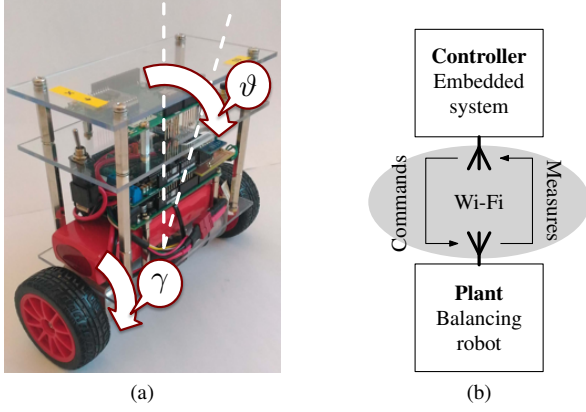 ϑ
γ
(a)
Controller
Embedded
system
Commands
Wi-Fi
Measures
Plant
Balancing
robot
(b)